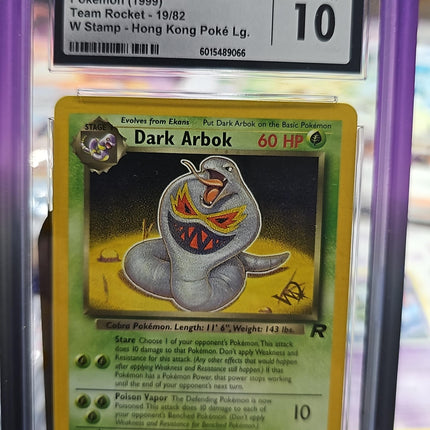 Pokémon (1999)
Team Rocket - 19/82
W Stamp - Hong Kong Poké Lg.
10
6015489066
Evolves from Ekans Put Dark Arbok on the Basic Pokémon
STAGE 1
Dark Arbok 60 HP
W
Cobra Pokémon. Length: 11' 6", Weight: 143 lbs.
R
Stare Choose 1 of your opponent's Pokémon. This attack
does 10 damage to that Pokémon. Don't apply Weakness and
Resistance for this attack. (Any other effects that would happen
after applying Weakness and Resistance still happen.) If that
Pokémon has a Pokémon Power, that power stops working
until the end of your opponent's next turn.
Poison Vapor The Defending Pokémon is now
Poisoned. This attack does 10 damage to each of
your opponent's Benched Pokémon. (Don't apply
Weakness and Resistance for Benched Pokémon.)
10